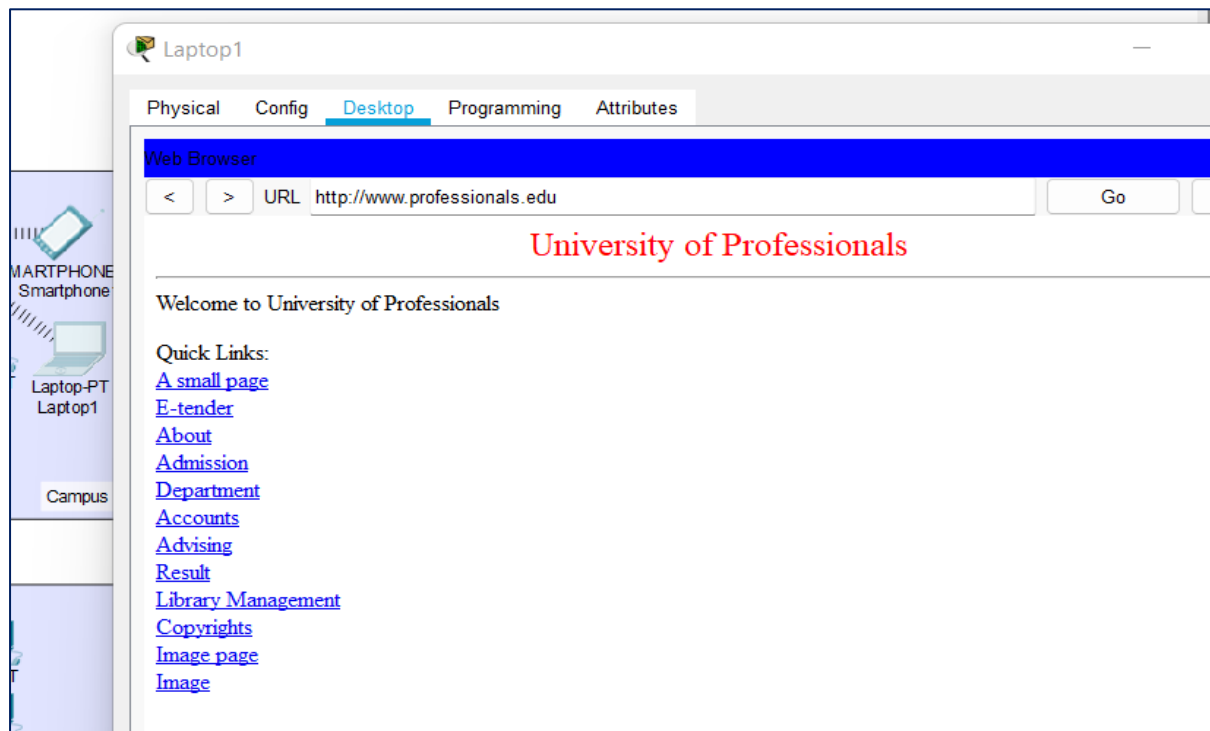 Laptop1
Physical Config Desktop Programming Attributes
Web Browser
< > URL http://www.professionals.edu Go
University of Professionals
Welcome to University of Professionals
Quick Links:
A small page
E-tender
About
Admission
Department
Accounts
Advising
Result
Library Management
Copyrights
Image page
Image
MARTPHONE
Smartphone
Laptop-PT
Laptop1
Campus
T